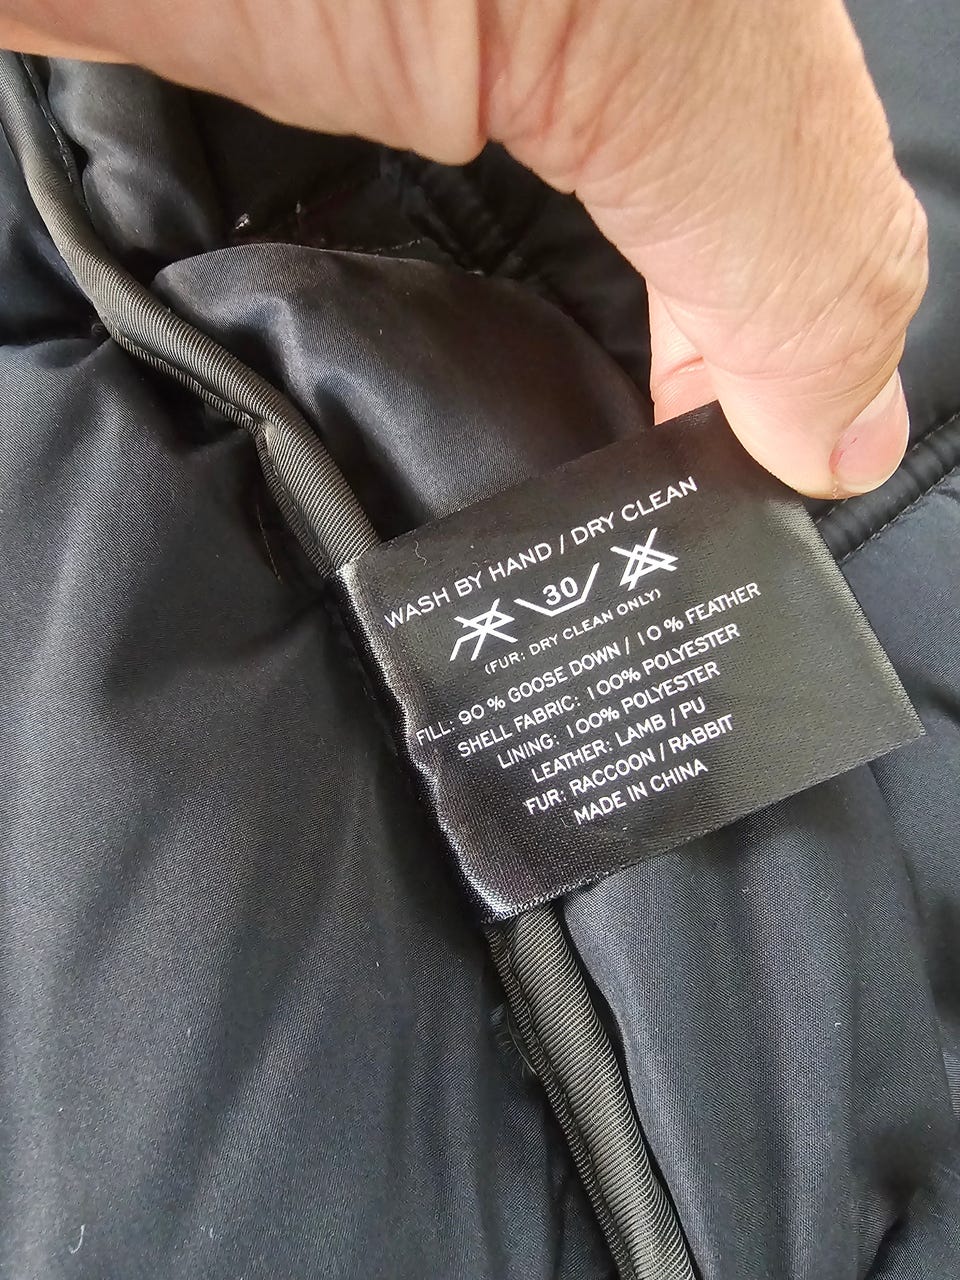 WASH BY HAND / DRY CLEAN
30
(FUR: DRY CLEAN ONLY)
FILL: 90 % GOOSE DOWN / 10 % FEATHER
SHELL FABRIC: 100% POLYESTER
LINING: 100% POLYESTER
LEATHER: LAMB / PU
FUR: RACCOON / RABBIT
MADE IN CHINA